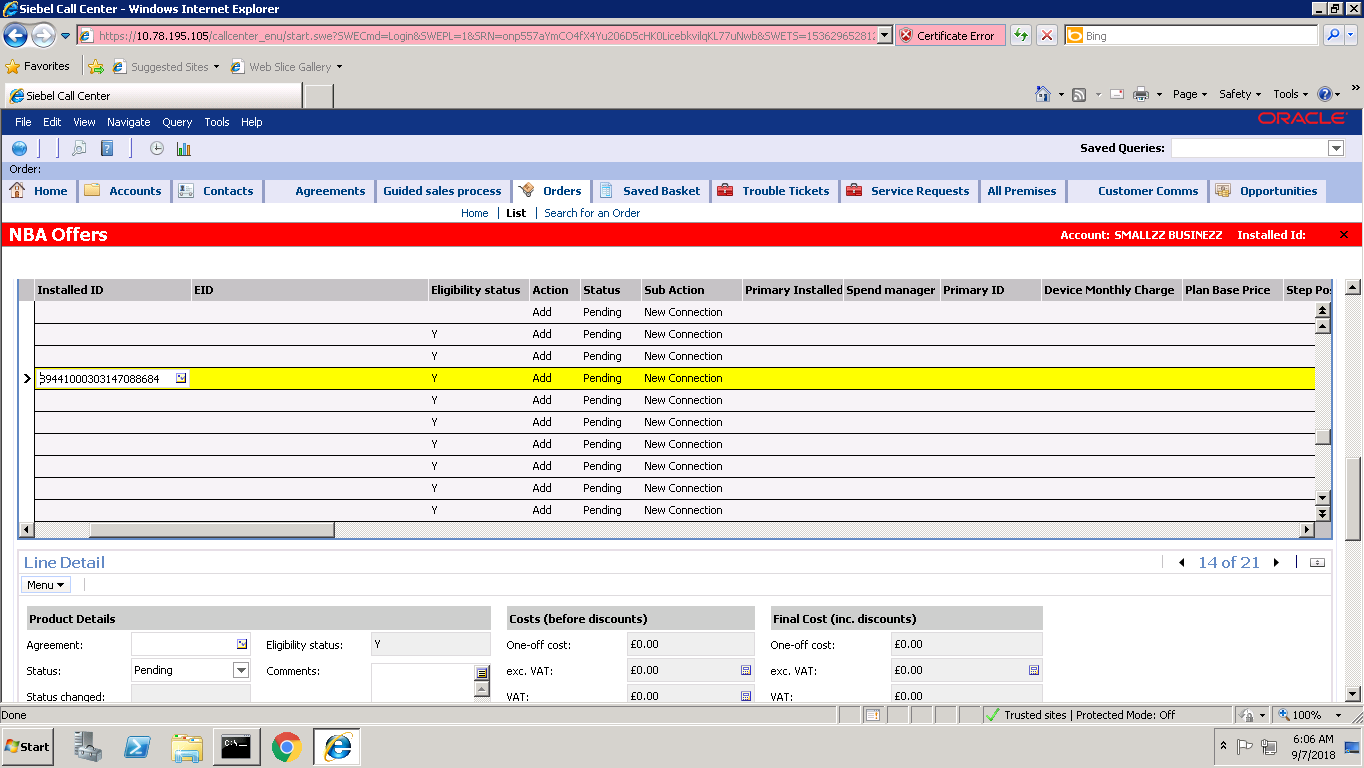 Siebel Call Center - Windows Internet Explorer
https://10.78.195.105/callcenter_enu/start.swe?SWECmd=Login&SWEPL=1&SRN=onp557aYmCO4fX4Yu206D5cHK0LicebkvilqKL77uNwb&SWETS=153629652812 Certificate Error Bing
Favorites Suggested Sites Web Slice Gallery
Siebel Call Center Page Safety Tools
File Edit View Navigate Query Tools Help ORACLE
Saved Queries:
Order:
Home Accounts Contacts Agreements Guided sales process Orders Saved Basket Trouble Tickets Service Requests All Premises Customer Comms Opportunities
Home List Search for an Order
NBA Offers Account: SMALLZZ BUSINEZZ Installed Id:
Installed ID EID Eligibility status Action Status Sub Action Primary Installed Spend manager Primary ID Device Monthly Charge Plan Base Price Step Po
Add Pending New Connection
Y Add Pending New Connection
Y Add Pending New Connection
39441000303147088684 Y Add Pending New Connection
Y Add Pending New Connection
Y Add Pending New Connection
Y Add Pending New Connection
Y Add Pending New Connection
Y Add Pending New Connection
Y Add Pending New Connection
Line Detail 14 of 21
Menu
Product Details Costs (before discounts) Final Cost (inc. discounts)
Agreement: Eligibility status: Y One-off cost: £0.00 One-off cost: £0.00
Status: Pending Comments: exc. VAT: £0.00 exc. VAT: £0.00
Status changed: VAT: £0.00 VAT: £0.00
Done Trusted sites | Protected Mode: Off 100%
Start 6:06 AM
9/7/2018